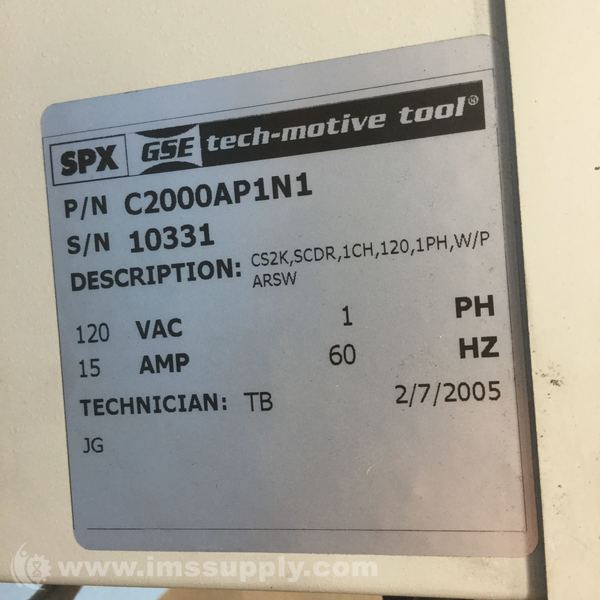 SPX GSE tech-motive tool®
P/N C2000AP1N1
S/N 10331
DESCRIPTION: CS2K,SCDR,1CH,120,1PH,W/P
ARSW
120 VAC 1 PH
15 AMP 60 HZ
TECHNICIAN: TB 2/7/2005
JG
www.imssupply.com